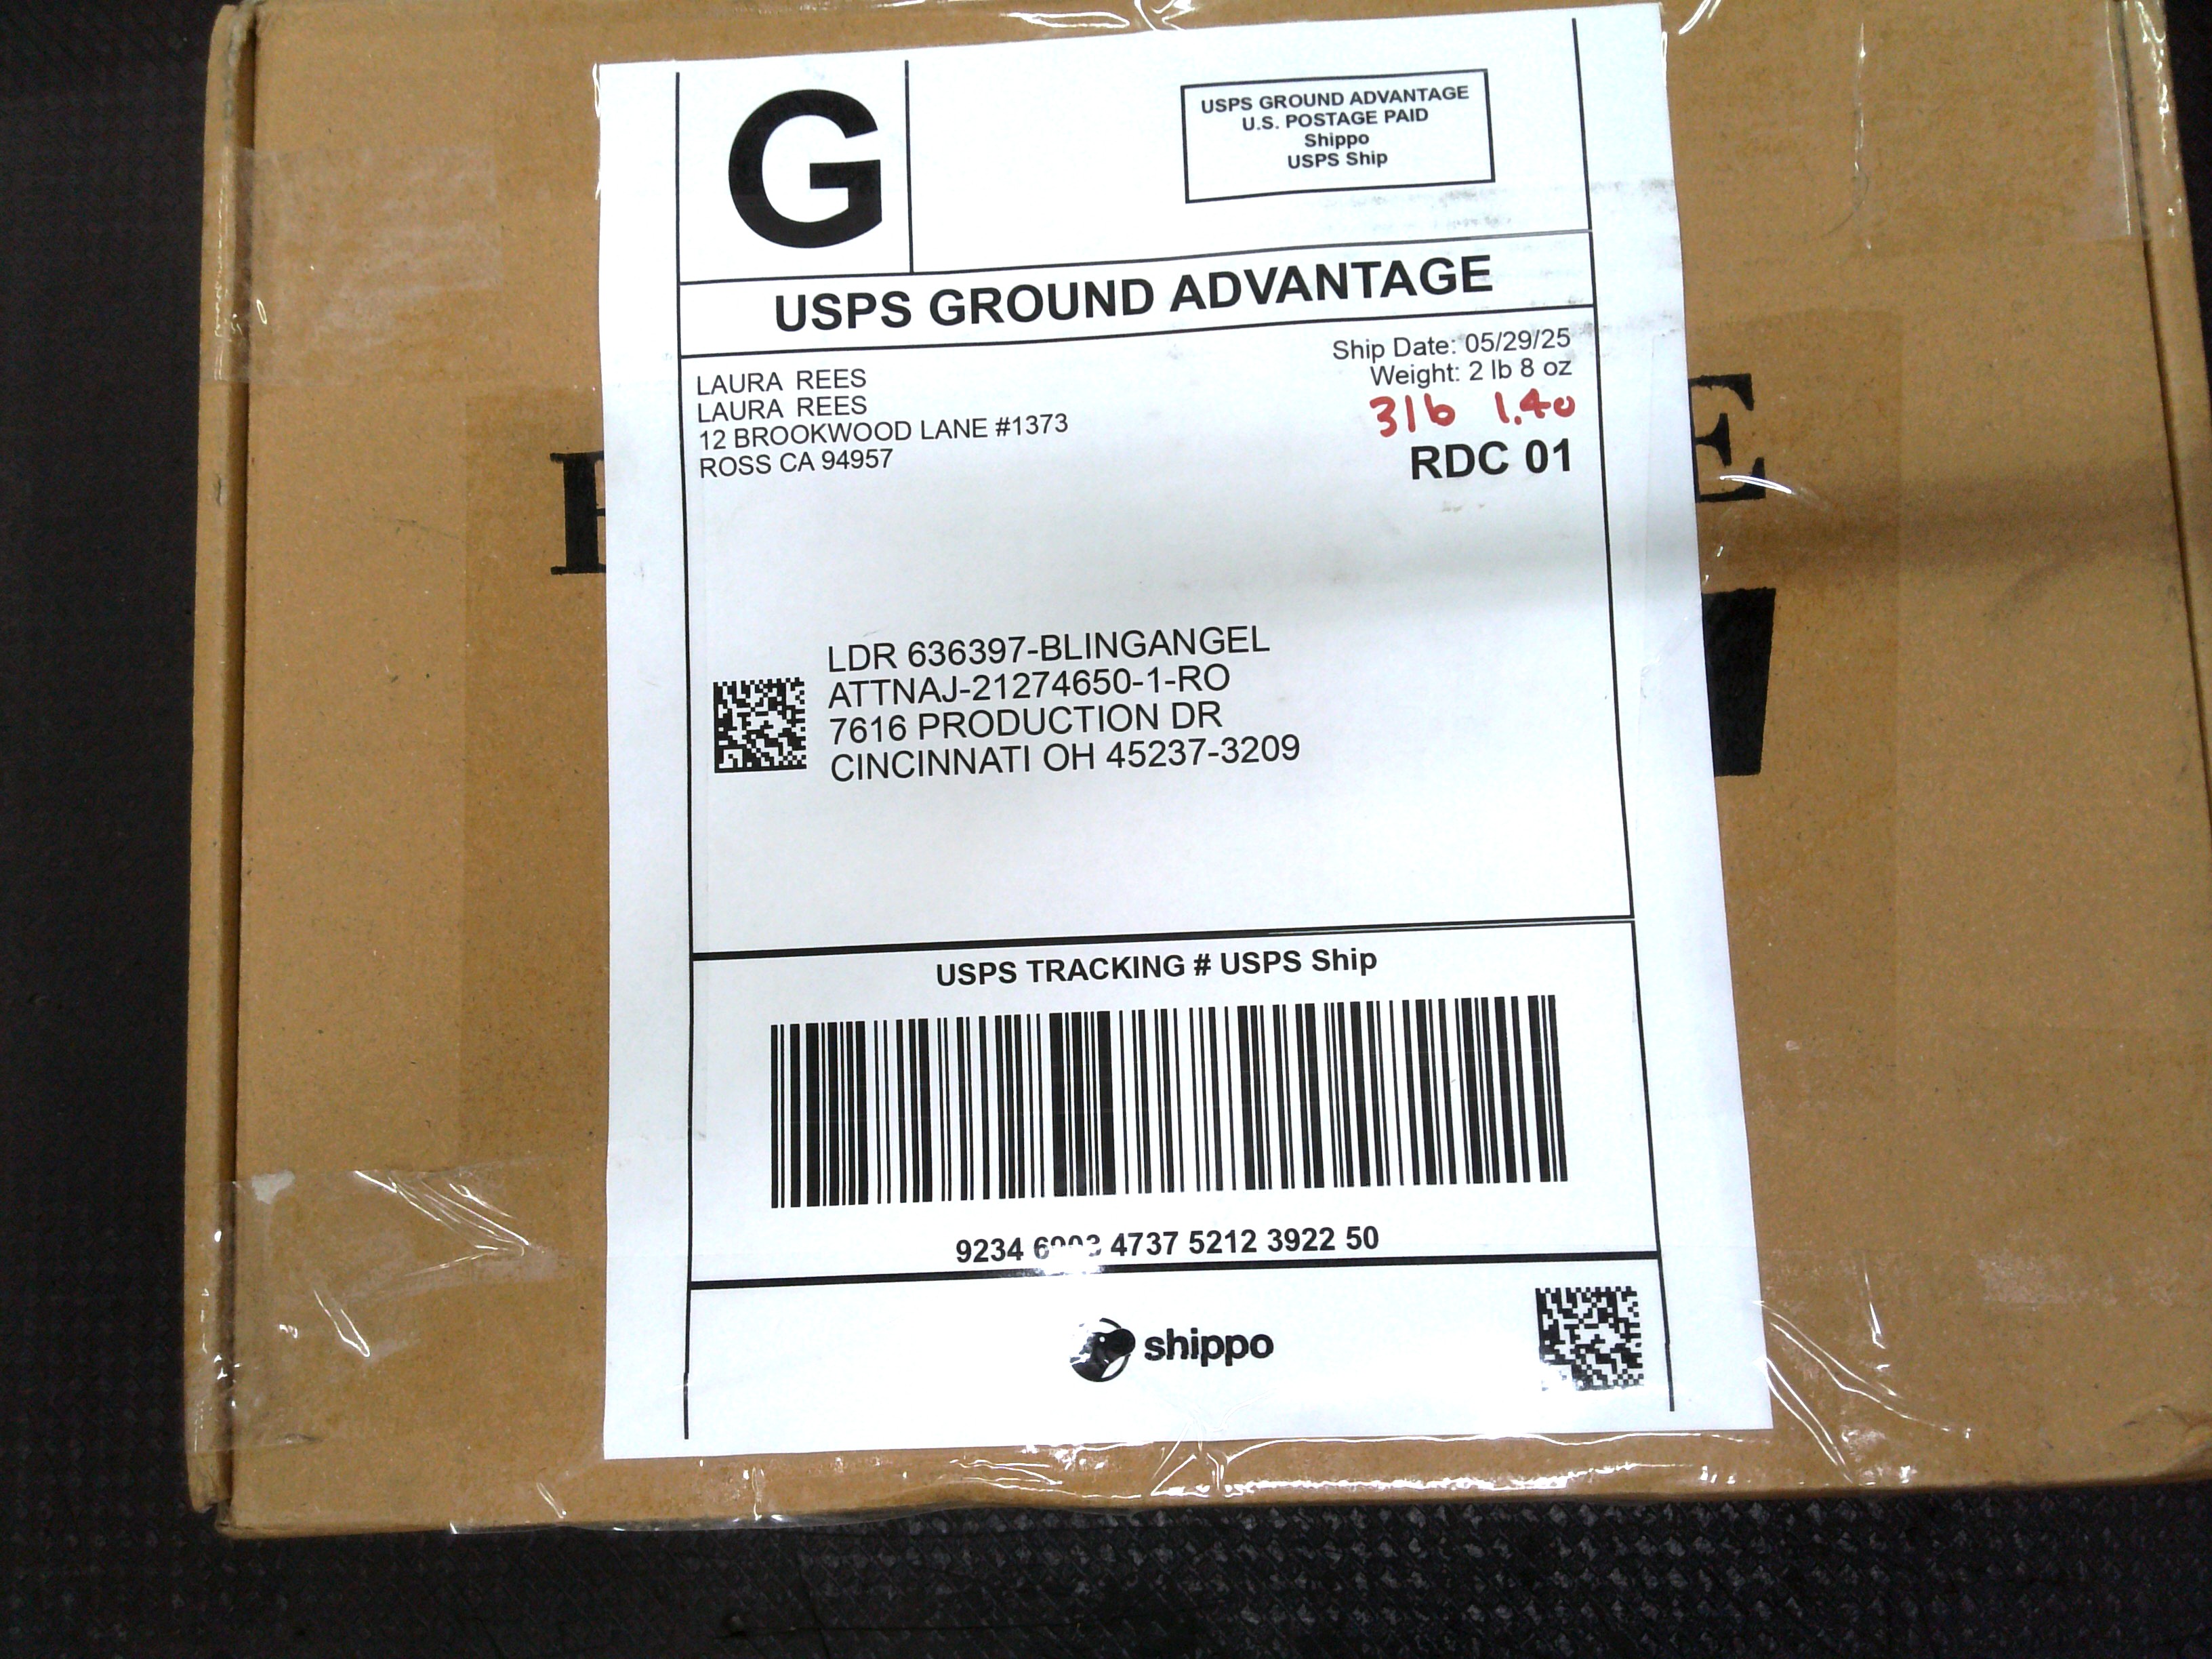 G
USPS GROUND ADVANTAGE
U.S. POSTAGE PAID
Shippo
USPS Ship
USPS GROUND ADVANTAGE
LAURA REES
LAURA REES
12 BROOKWOOD LANE #1373
ROSS CA 94957
Ship Date: 05/29/25
Weight: 2 lb 8 oz
3lb 1.40
RDC 01
E
LDR 636397-BLINGANGEL
ATTNAJ-21274650-1-RO
7616 PRODUCTION DR
CINCINNATI OH 45237-3209
USPS TRACKING # USPS Ship
9234 4737 5212 3922 50
shippo